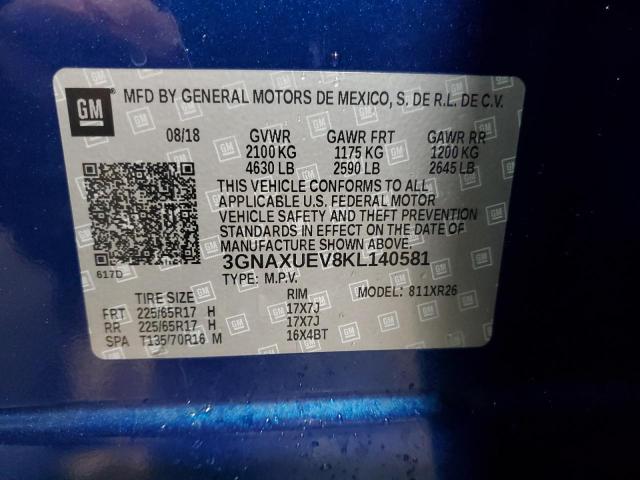 GM MFD BY GENERAL MOTORS DE MEXICO, S. DE R.L. DE C.V.
08/18 GVWR GAWR FRT GAWR RR
2100 KG 1175 KG 1200 KG
4630 LB 2590 LB 2645 LB
THIS VEHICLE CONFORMS TO ALL
APPLICABLE U.S. FEDERAL MOTOR
VEHICLE SAFETY AND THEFT PREVENTION
STANDARDS IN EFFECT ON THE DATE OF
MANUFACTURE SHOWN ABOVE.
617D 3GNAXUEV8KL140581
TYPE: M.P.V.
TIRE SIZE RIM MODEL: 811XR26
FRT 225/65R17 H 17X7J
RR 225/65R17 H 17X7J
SPA T135/70R16 M 16X4BT